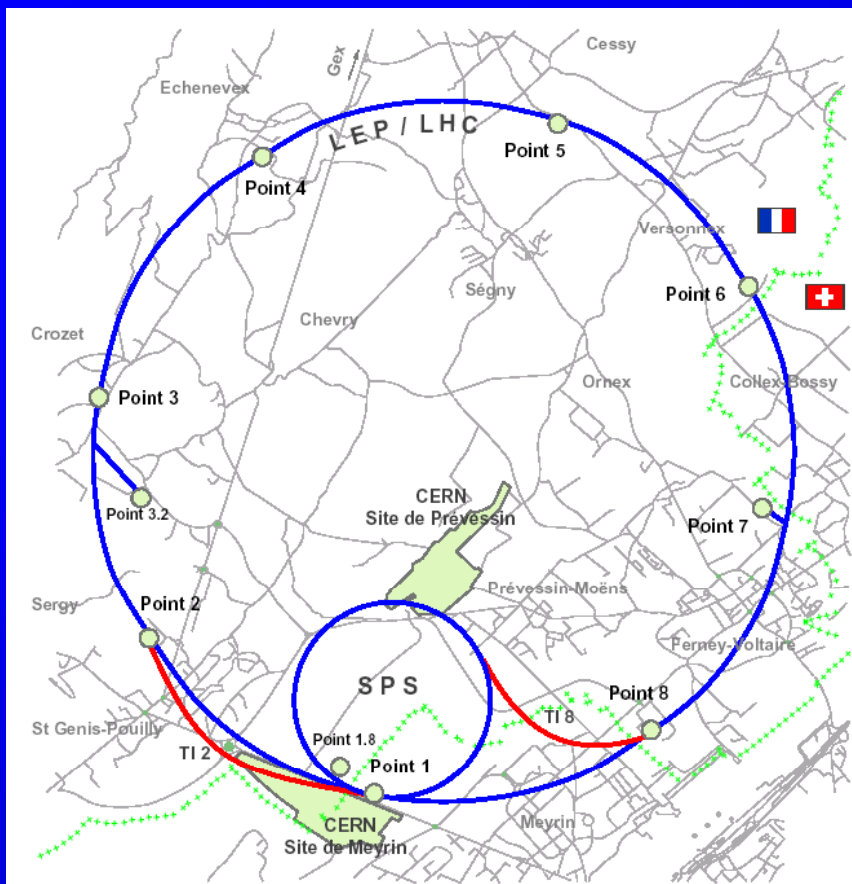 Cessy
Gex
Echenevex
LEP / LHC
Point 5
Point 4
Versonnex
Ségny
Point 6
Chevry
Crozet
Ornex
Collex-Bossy
Point 3
CERN
Site de Prévessin
Point 3.2
Point 7
Prévessin-Moëns
Sergy
Point 2
Ferney-Voltaire
SPS
Point 8
St Genis-Pouilly
TI 8
Point 1.8
TI 2
Point 1
Meyrin
CERN
Site de Meyrin